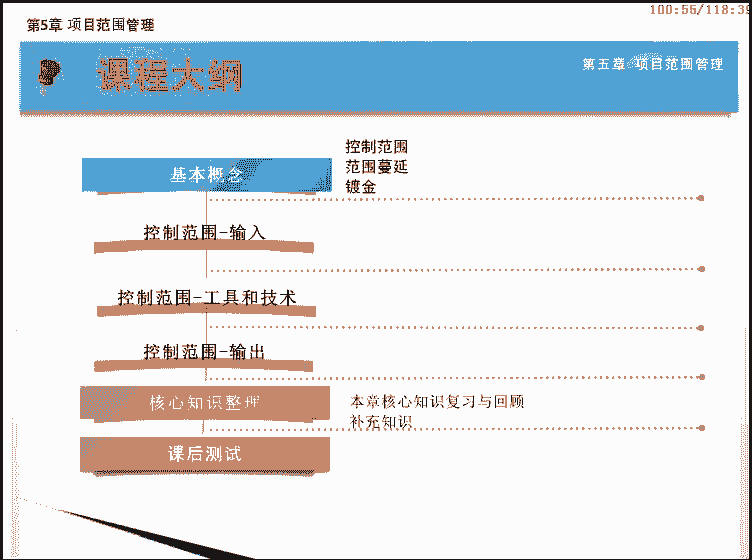 100:55/118:39
第5章 项目范围管理
课程大纲
第五章 项目范围管理
基本概念
控制范围
范围蔓延
镀金
控制范围-输入
控制范围-工具和技术
控制范围-输出
核心知识整理
本章核心知识复习与回顾
补充知识
课后测试